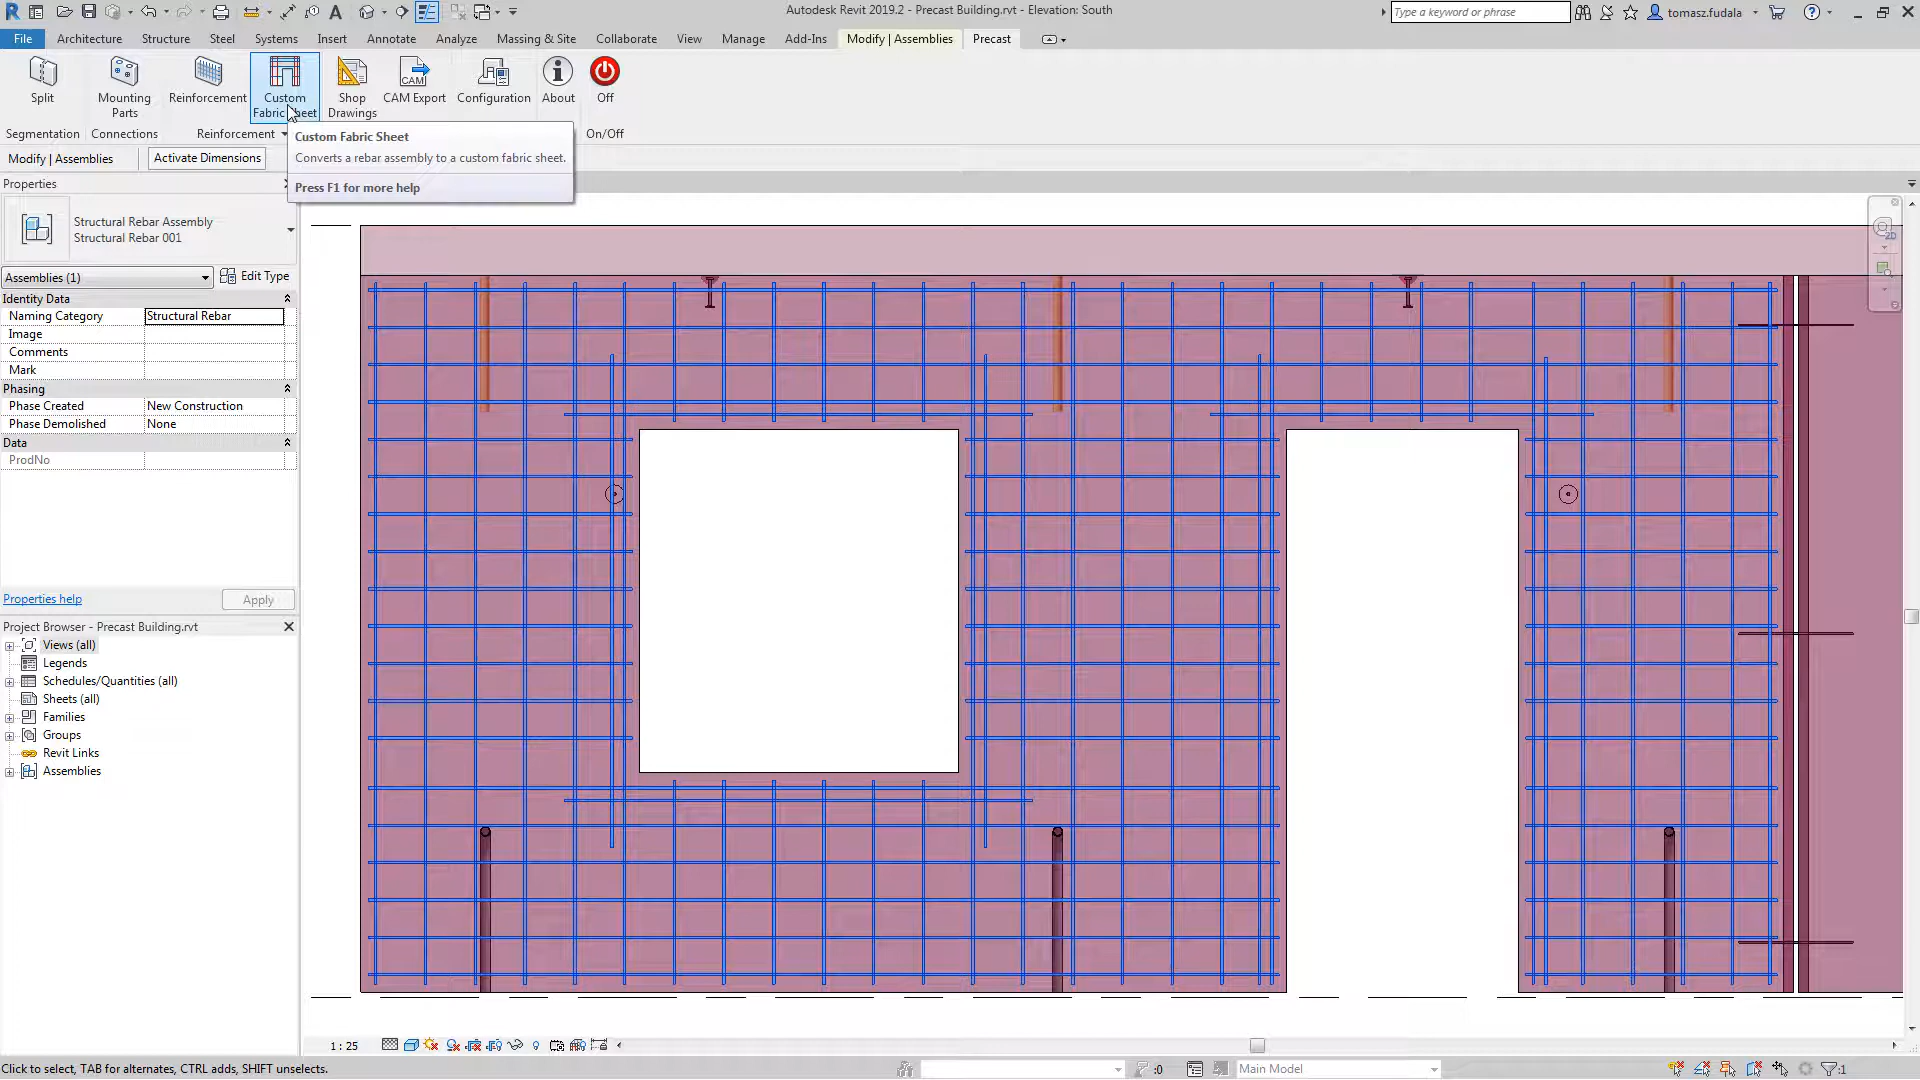 Autodesk Revit 2019.2 - Precast Building.rvt - Elevation: South
Type a keyword or phrase
tomasz.fudala
File Architecture Structure Steel Systems Insert Annotate Analyze Massing & Site Collaborate View Manage Add-Ins Modify | Assemblies Precast
Split
Mounting
Parts
Reinforcement
Custom
Fabric Sheet
Shop
Drawings
CAM
CAM Export
Configuration
About
Off
Segmentation Connections Reinforcement On/Off
Custom Fabric Sheet
Converts a rebar assembly to a custom fabric sheet.
Press F1 for more help
Modify | Assemblies Activate Dimensions
Properties
Structural Rebar Assembly
Structural Rebar 001
Assemblies (1) Edit Type
Identity Data
Naming Category Structural Rebar
Image
Comments
Mark
Phasing
Phase Created New Construction
Phase Demolished None
Data
ProdNo
Properties help Apply
Project Browser - Precast Building.rvt
Views (all)
Legends
Schedules/Quantities (all)
Sheets (all)
Families
Groups
Revit Links
Assemblies
2D
1 : 25
Click to select, TAB for alternates, CTRL adds, SHIFT unselects.
:0
Main Model
:1